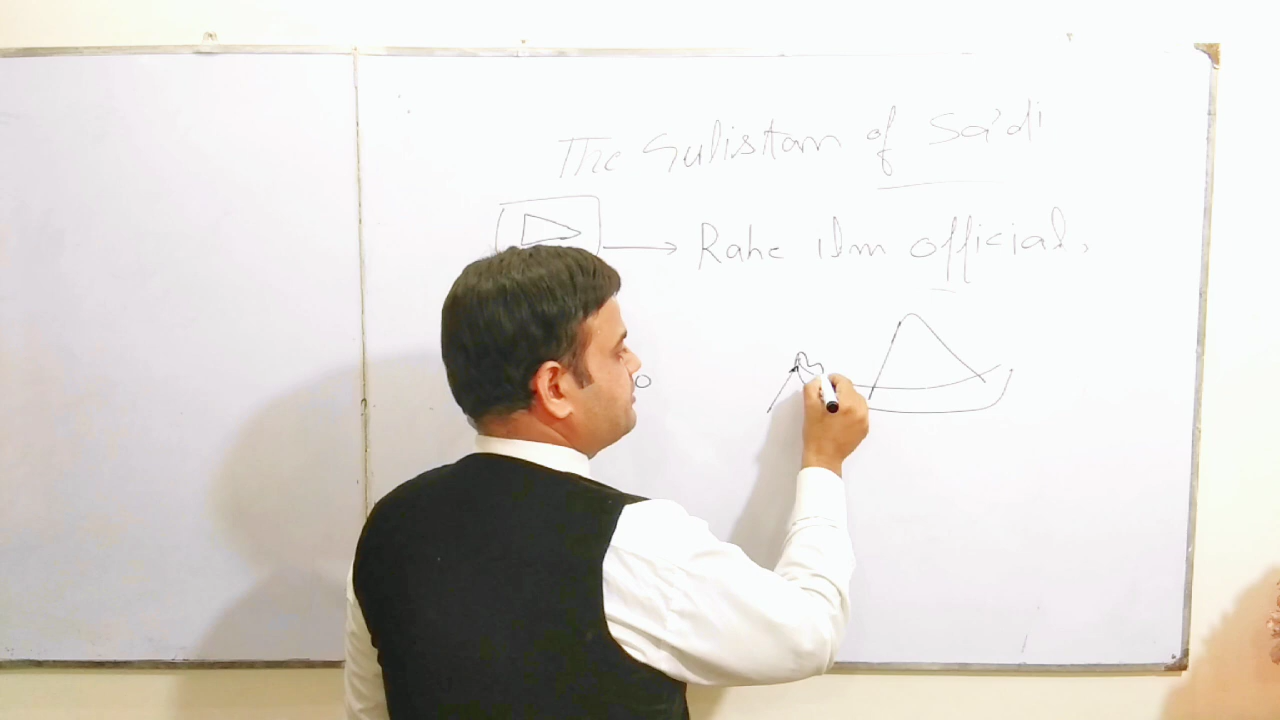 The Gulistan of Sa'di
Rahe ilm official.